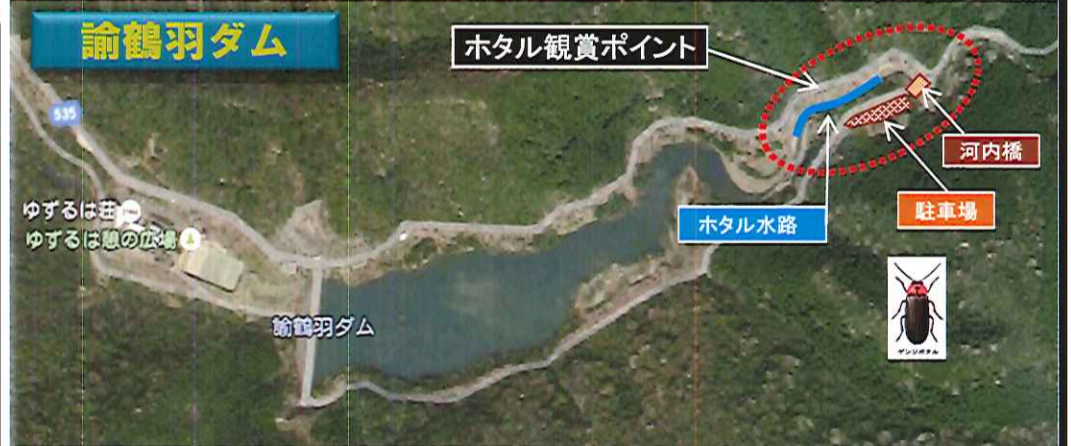 諭鶴羽ダム
ホタル観賞ポイント
535
河内橋
ゆずるは荘
駐車場
ホタル水路
ゆずるは憩の広場
諭鶴羽ダム
ゲンジボタル